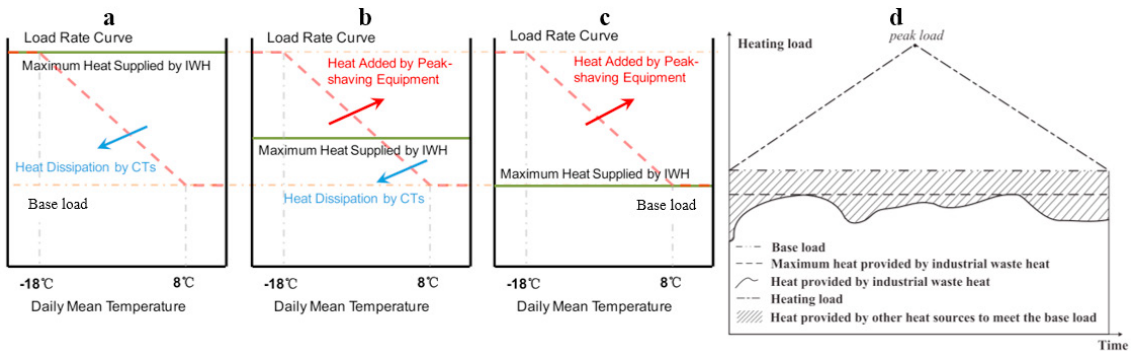 a
Load Rate Curve
Maximum Heat Supplied by IWH
Heat Dissipation by CTs
Base load
-18℃
8℃
Daily Mean Temperature
b
Load Rate Curve
Heat Added by Peak-
shaving Equipment
Maximum Heat Supplied by IWH
Heat Dissipation by CTs
-18℃
8℃
Daily Mean Temperature
c
Load Rate Curve
Heat Added by Peak-
shaving Equipment
Maximum Heat Supplied by IWH
Base load
-18℃
8℃
Daily Mean Temperature
d
Heating load
peak load
Base load
Maximum heat provided by industrial waste heat
Heat provided by industrial waste heat
Heating load
Heat provided by other heat sources to meet the base load
Time